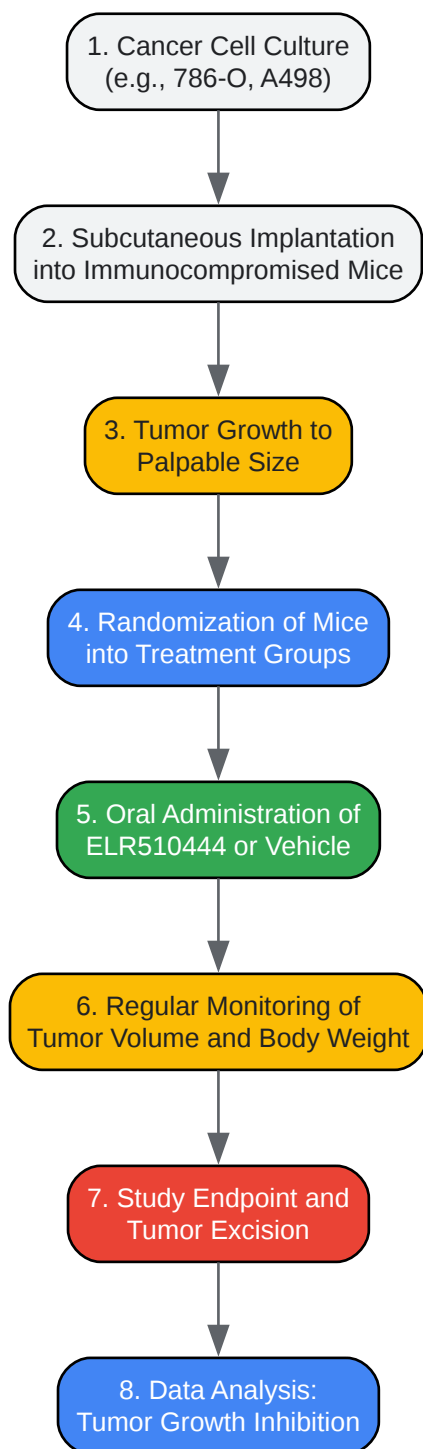 1. Cancer Cell Culture
(e.g., 786-O, A498)
2. Subcutaneous Implantation
into Immunocompromised Mice
3. Tumor Growth to
Palpable Size
4. Randomization of Mice
into Treatment Groups
5. Oral Administration of
ELR510444 or Vehicle
6. Regular Monitoring of
Tumor Volume and Body Weight
7. Study Endpoint and
Tumor Excision
8. Data Analysis:
Tumor Growth Inhibition